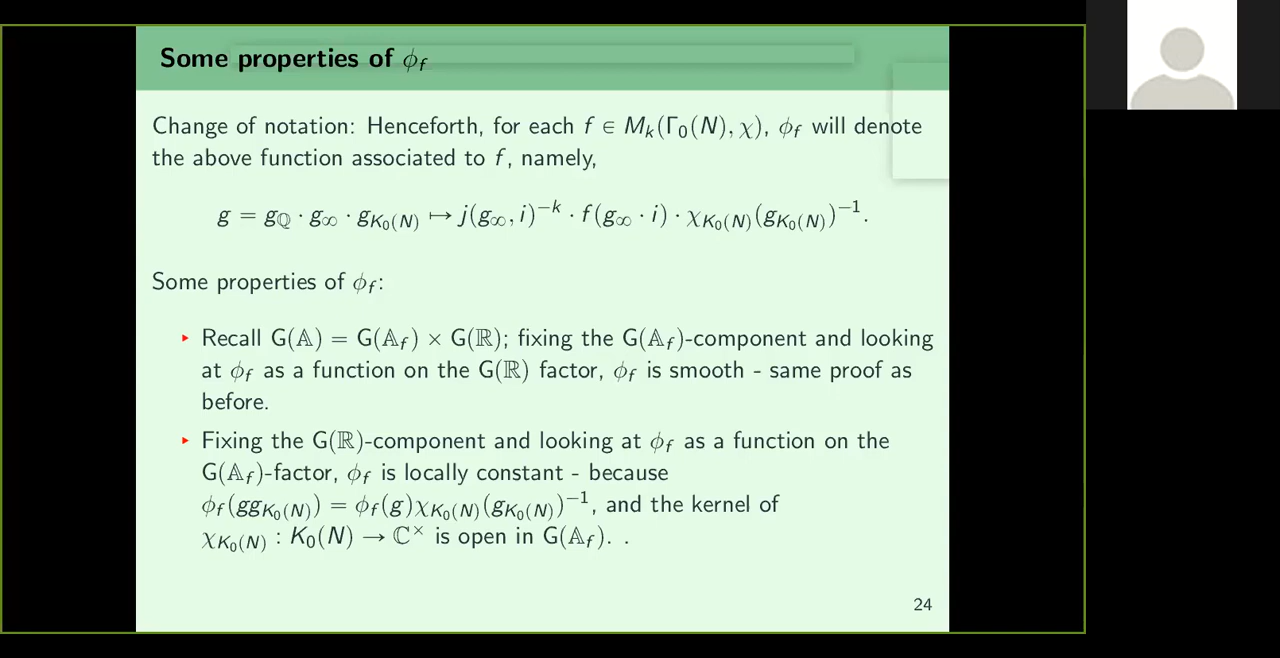 Some properties of ϕ_f
Change of notation: Henceforth, for each f ∈ M_k(Γ_0(N), χ), ϕ_f will denote
the above function associated to f, namely,
g = g_ℚ · g_∞ · g_{K_0(N)} ↦ j(g_∞, i)^{−k} · f(g_∞ · i) · χ_{K_0(N)}(g_{K_0(N)})^{−1}.
Some properties of ϕ_f:
‣ Recall G(𝔸) = G(𝔸_f) × G(ℝ); fixing the G(𝔸_f)-component and looking
at ϕ_f as a function on the G(ℝ) factor, ϕ_f is smooth - same proof as
before.
‣ Fixing the G(ℝ)-component and looking at ϕ_f as a function on the
G(𝔸_f)-factor, ϕ_f is locally constant - because
ϕ_f(gg_{K_0(N)}) = ϕ_f(g)χ_{K_0(N)}(g_{K_0(N)})^{−1}, and the kernel of
χ_{K_0(N)} : K_0(N) → ℂ^× is open in G(𝔸_f). .
24